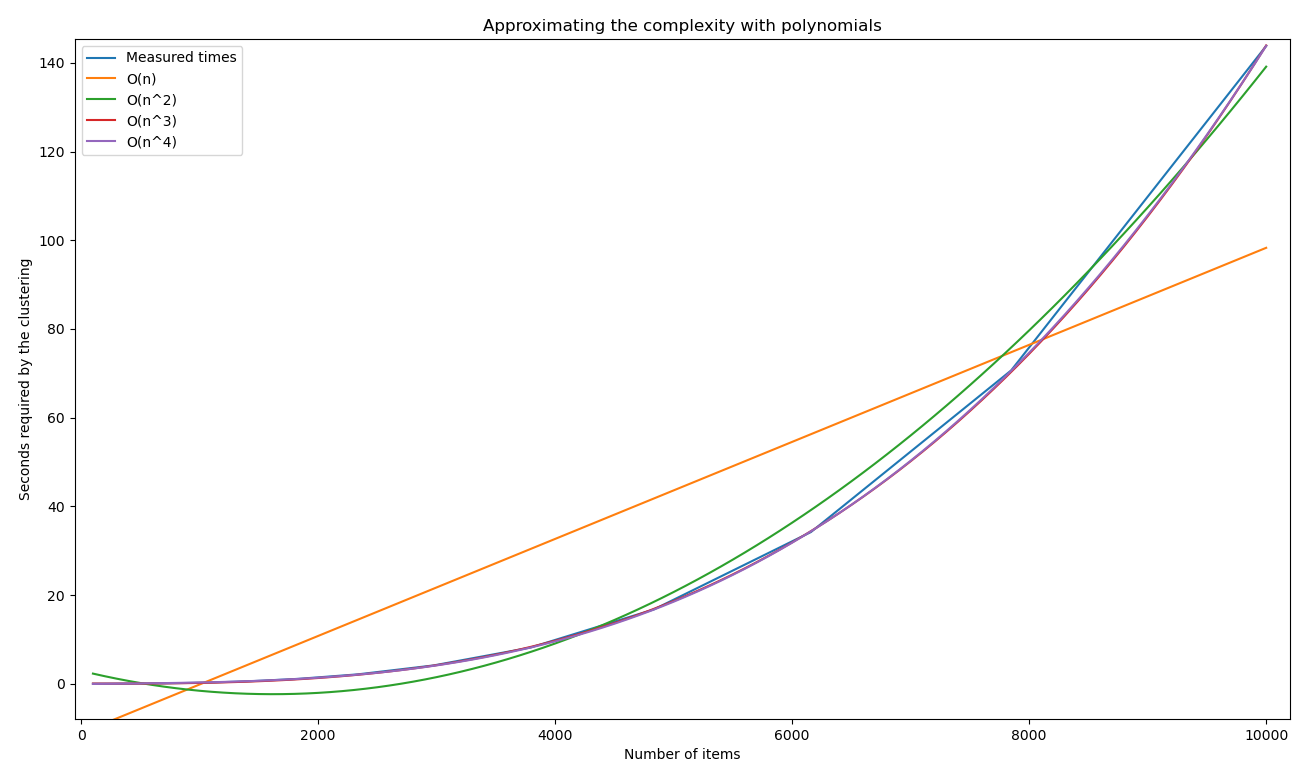 Approximating the complexity with polynomials
Measured times
O(n)
O(n^2)
O(n^3)
O(n^4)
Seconds required by the clustering
140
120
100
80
60
40
20
0
0 2000 4000 6000 8000 10000
Number of items